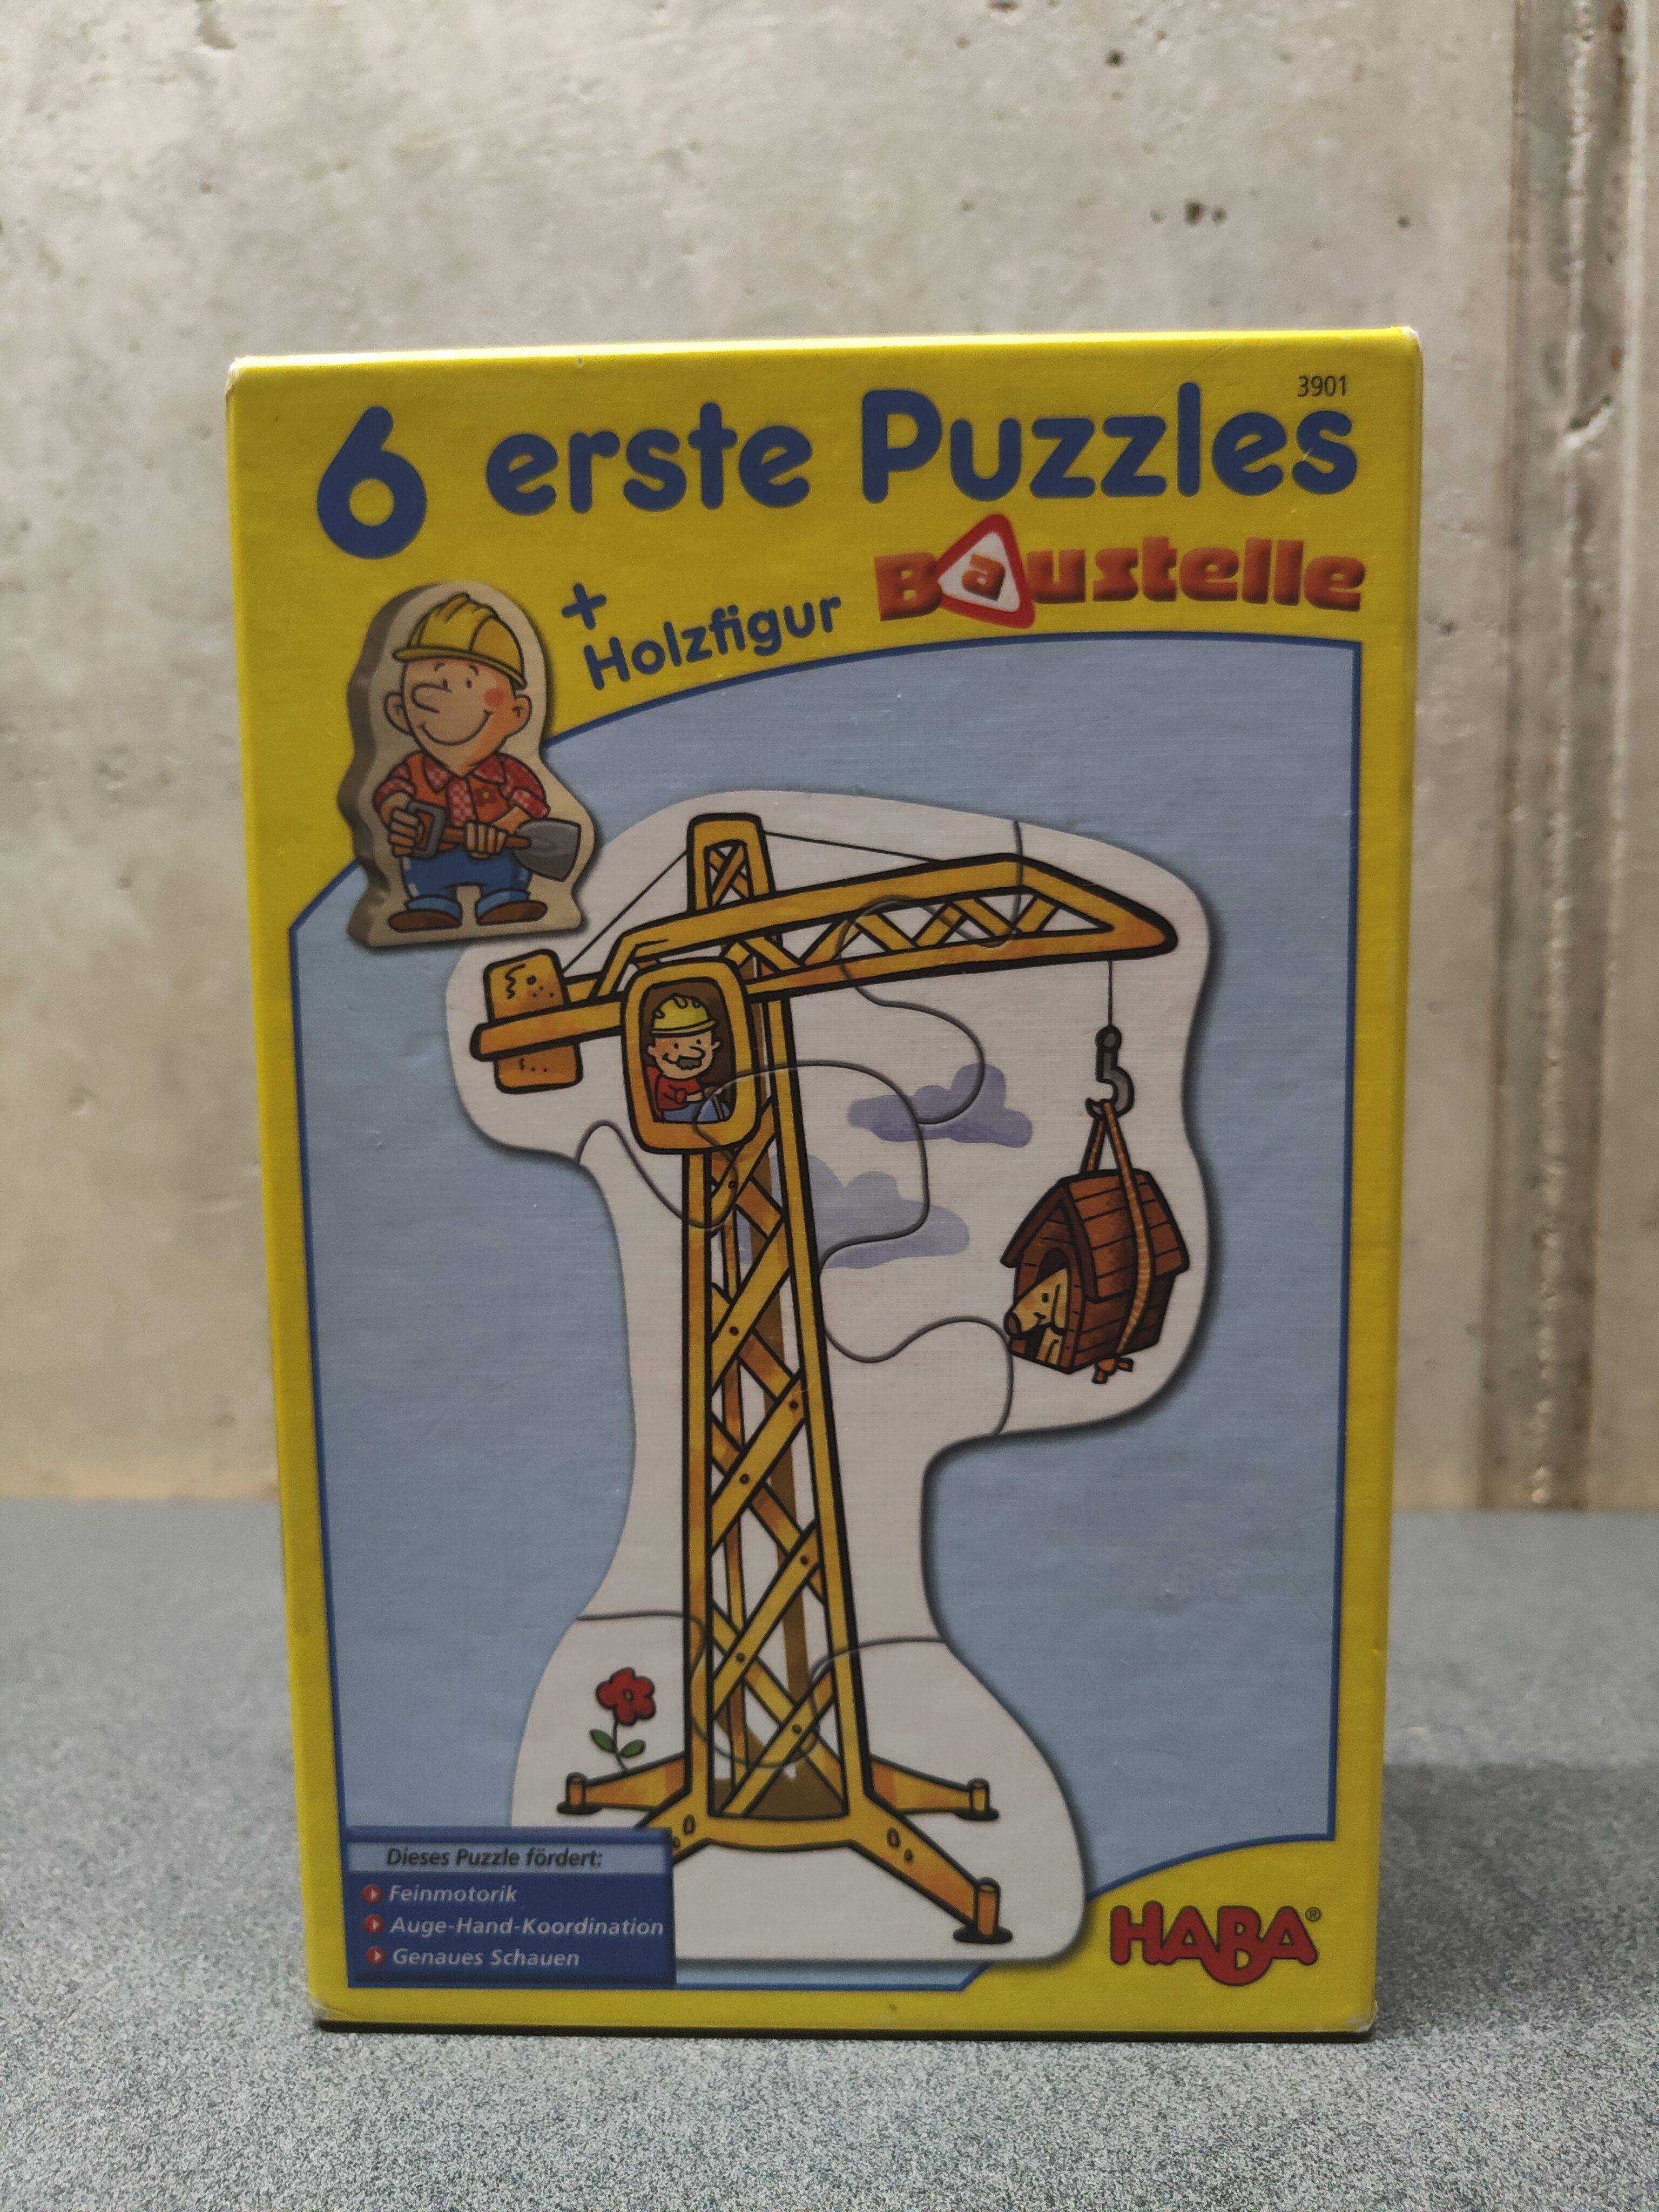 3901
6 erste Puzzles
Baustelle
+
Holzfigur
Dieses Puzzle fördert:
Feinmotorik
Auge-Hand-Koordination
Genaues Schauen
HABA®